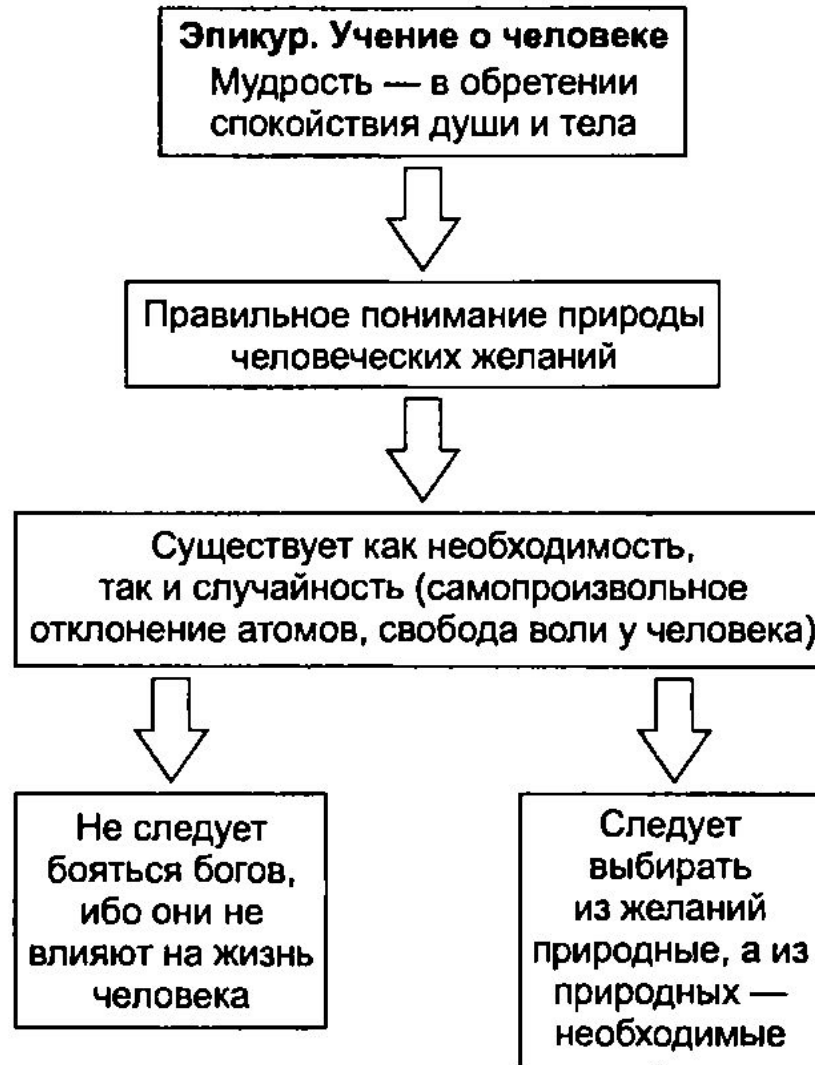 Эпикур. Учение о человеке
Мудрость — в обретении
спокойствия души и тела
Правильное понимание природы
человеческих желаний
Существует как необходимость,
так и случайность (самопроизвольное
отклонение атомов, свобода воли у человека)
Не следует
бояться богов,
ибо они не
влияют на жизнь
человека
Следует
выбирать
из желаний
природные, а из
природных —
необходимые